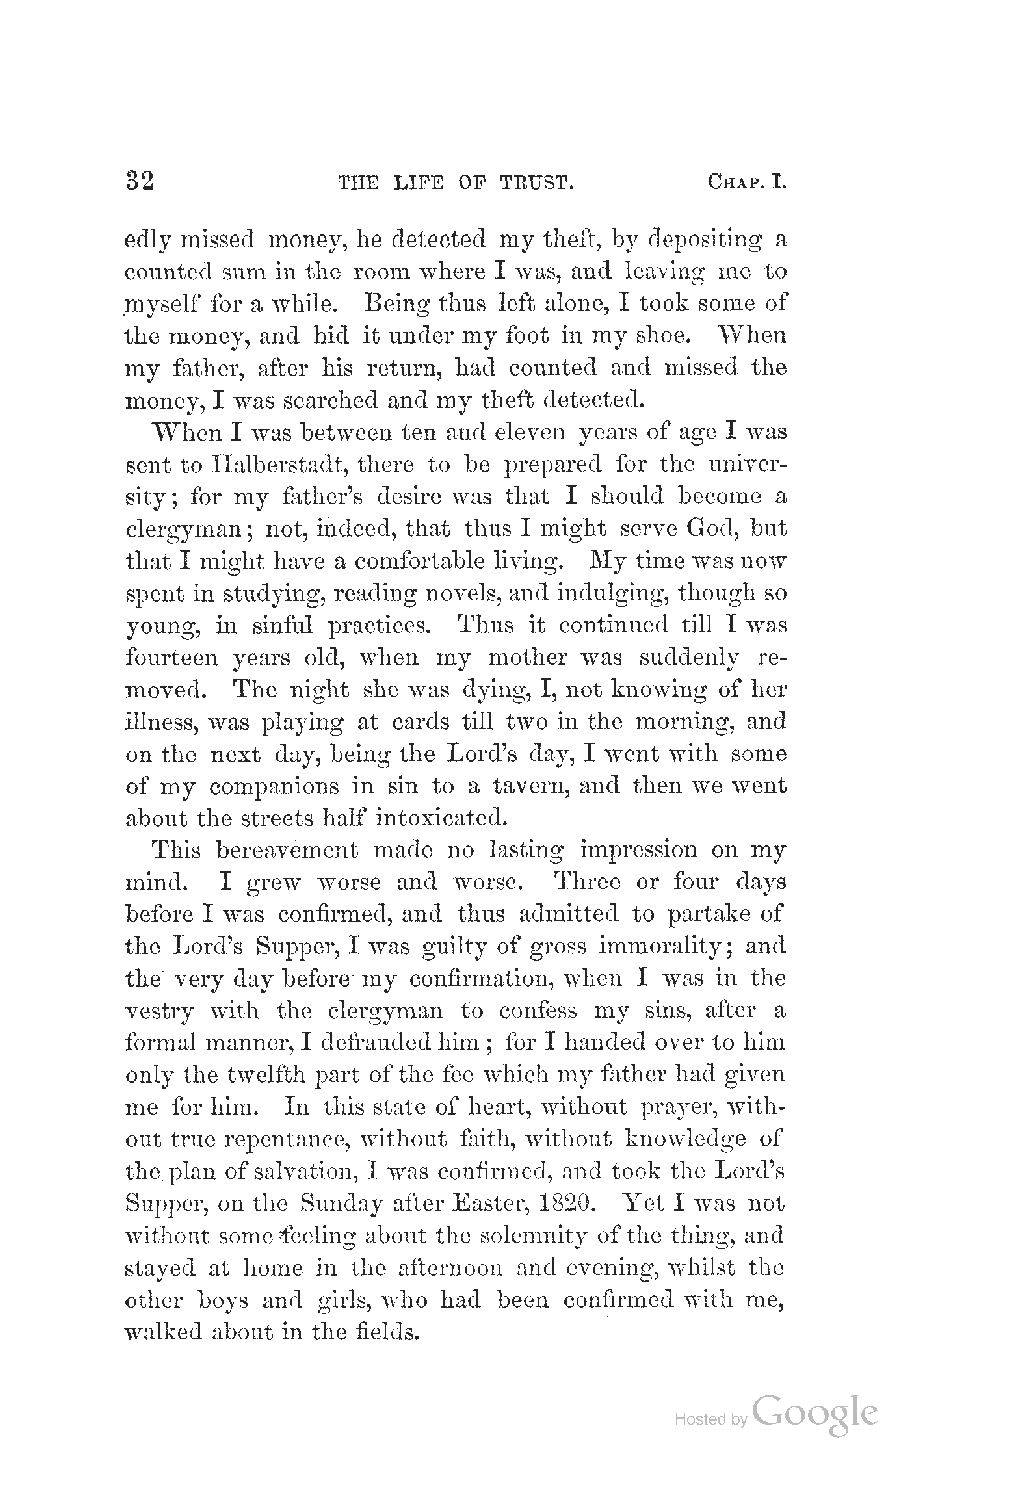 32 THE LIFE OF TRUST. CHAP. I.
edly missed money, he detected my theft, by depositing a
counted sum in the room where I was, and leaving me to
myself for a while. Being thus left alone, I took some of
the money, and hid it under my foot in my shoe. When
my father, after his return, had counted and missed the
money, I was searched and my theft detected.
When I was between ten and eleven years of age I was
sent to Halberstadt, there to be prepared for the univer-
sity; for my father's desire was that I should become a
clergyman; not, indeed, that thus I might serve God, but
that I might have a comfortable living. My time was now
spent in studying, reading novels, and indulging, though so
young, in sinful practices. Thus it continued till I was
fourteen years old, when my mother was suddenly re-
moved. The night she was dying, I, not knowing of her
illness, was playing at cards till two in the morning, and
on the next day, being the Lord's day, I went with some
of my companions in sin to a tavern, and then we went
about the streets half intoxicated.
This bereavement made no lasting impression on my
mind. I grew worse and worse. Three or four days
before I was confirmed, and thus admitted to partake of
the Lord's Supper, I was guilty of gross immorality; and
the very day before my confirmation, when I was in the
vestry with the clergyman to confess my sins, after a
formal manner, I defrauded him; for I handed over to him
only the twelfth part of the fee which my father had given
me for him. In this state of heart, without prayer, with-
out true repentance, without faith, without knowledge of
the plan of salvation, I was confirmed, and took the Lord's
Supper, on the Sunday after Easter, 1820. Yet I was not
without some feeling about the solemnity of the thing, and
stayed at home in the afternoon and evening, whilst the
other boys and girls, who had been confirmed with me,
walked about in the fields.
Hosted by Google